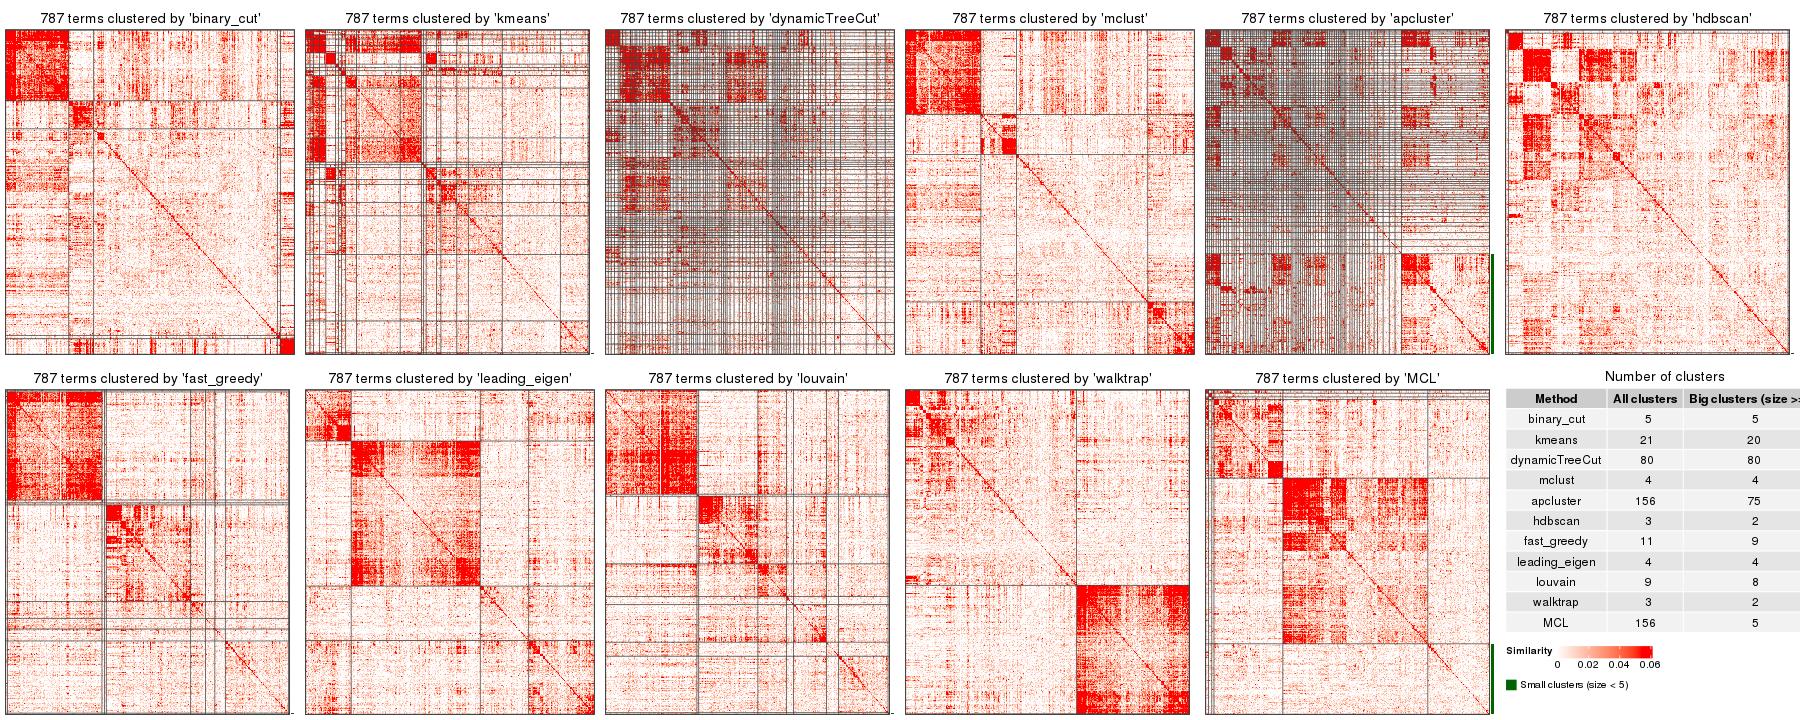 787 terms clustered by 'binary_cut'
787 terms clustered by 'kmeans'
787 terms clustered by 'dynamicTreeCut'
787 terms clustered by 'mclust'
787 terms clustered by 'apcluster'
787 terms clustered by 'hdbscan'
787 terms clustered by 'fast_greedy'
787 terms clustered by 'leading_eigen'
787 terms clustered by 'louvain'
787 terms clustered by 'walktrap'
787 terms clustered by 'MCL'
Number of clusters
Method All clusters Big clusters (size >
binary_cut 5 5
kmeans 21 20
dynamicTreeCut 80 80
mclust 4 4
apcluster 156 75
hdbscan 3 2
fast_greedy 11 9
leading_eigen 4 4
louvain 9 8
walktrap 3 2
MCL 156 5
Similarity
0 0.02 0.04 0.06
Small clusters (size < 5)